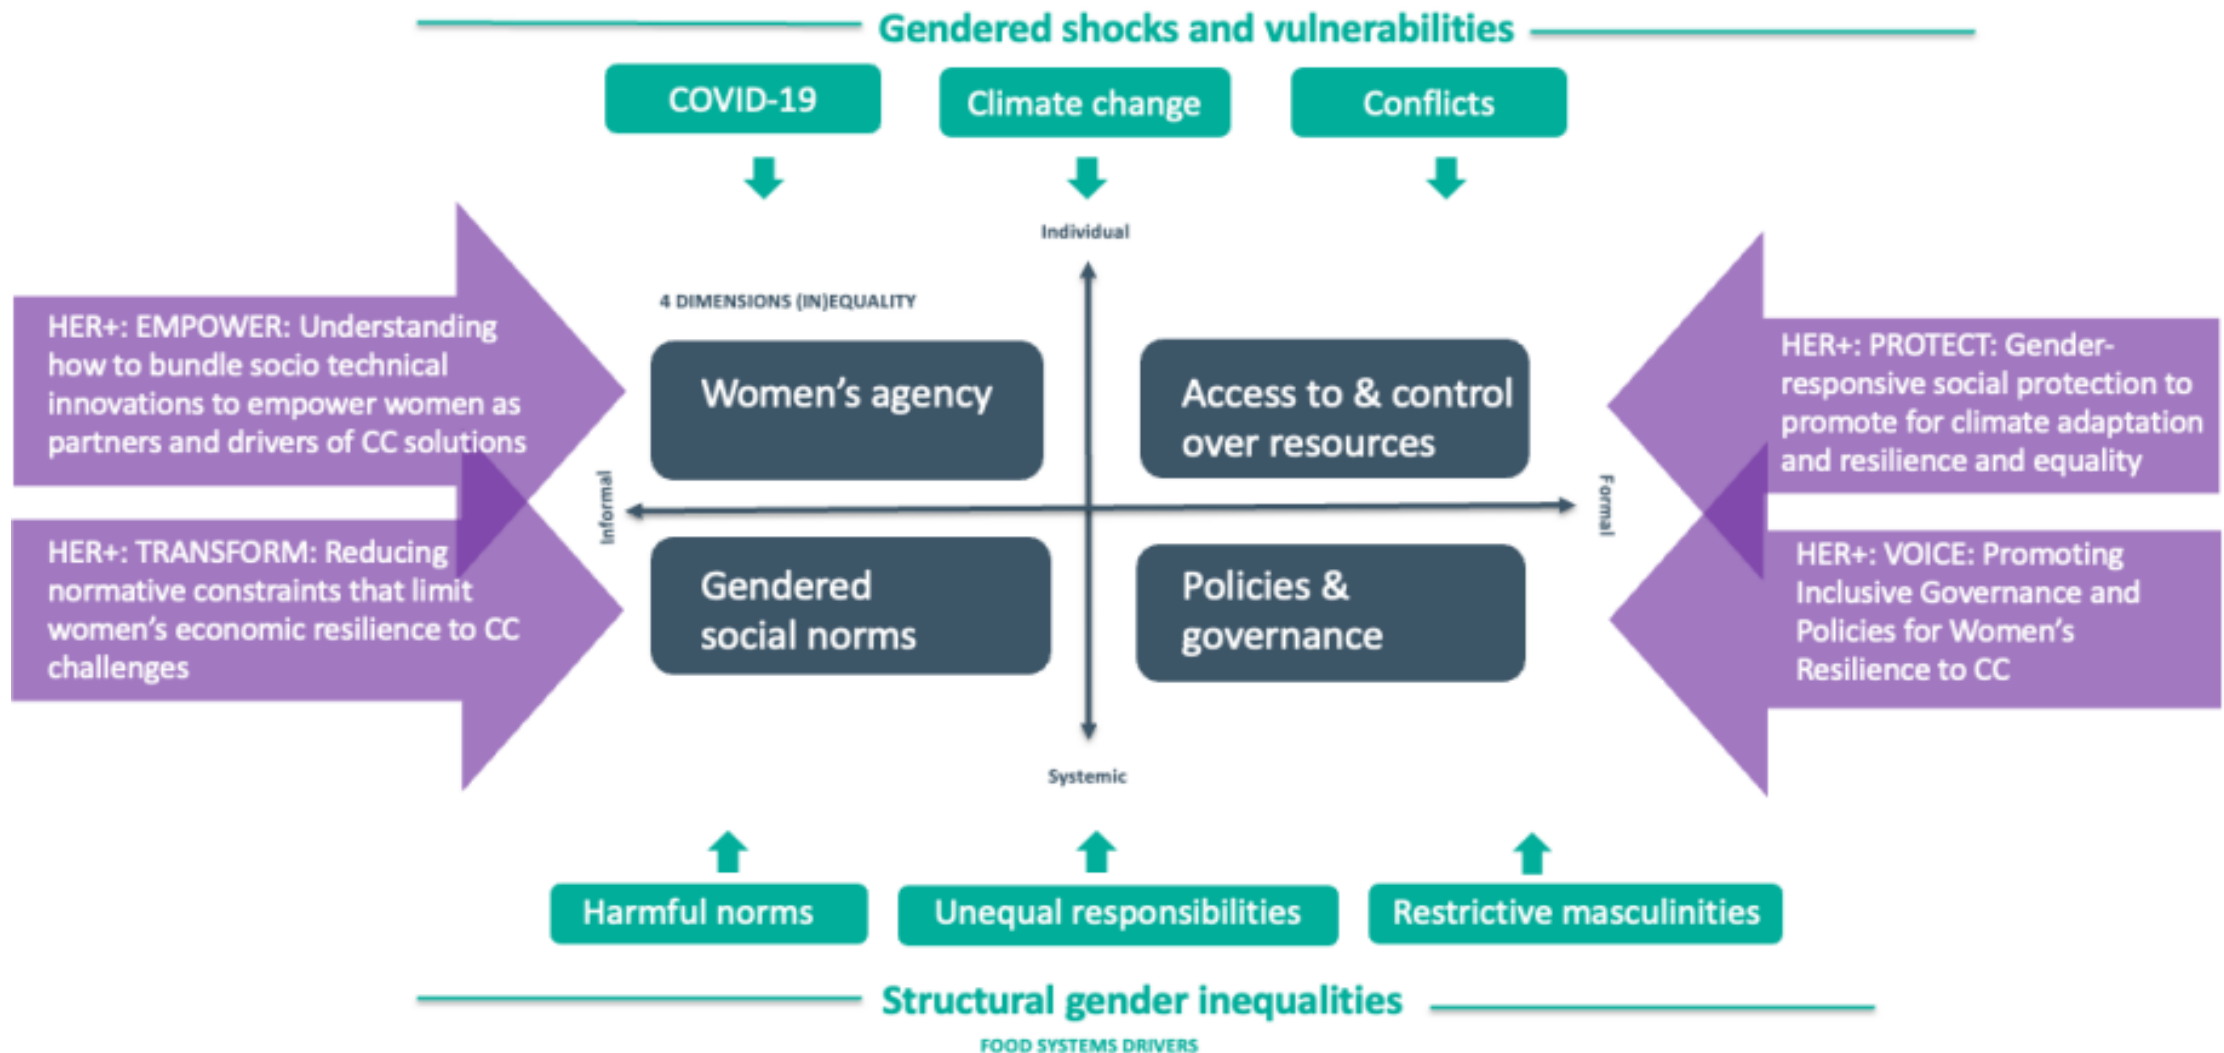 Gendered shocks and vulnerabilities
COVID-19
Climate change
Conflicts
Individual
4 DIMENSIONS (IN)EQUALITY
HER+: EMPOWER: Understanding
how to bundle socio technical
innovations to empower women as
partners and drivers of CC solutions
Women's agency
Access to & control
over resources
HER+: PROTECT: Gender-
responsive social protection to
promote for climate adaptation
and resilience and equality
Informal
Formal
HER+: TRANSFORM: Reducing
normative constraints that limit
women's economic resilience to CC
challenges
Gendered
social norms
Policies &
governance
HER+: VOICE: Promoting
Inclusive Governance and
Policies for Women's
Resilience to CC
Systemic
Harmful norms
Unequal responsibilities
Restrictive masculinities
Structural gender inequalities
FOOD SYSTEMS DRIVERS